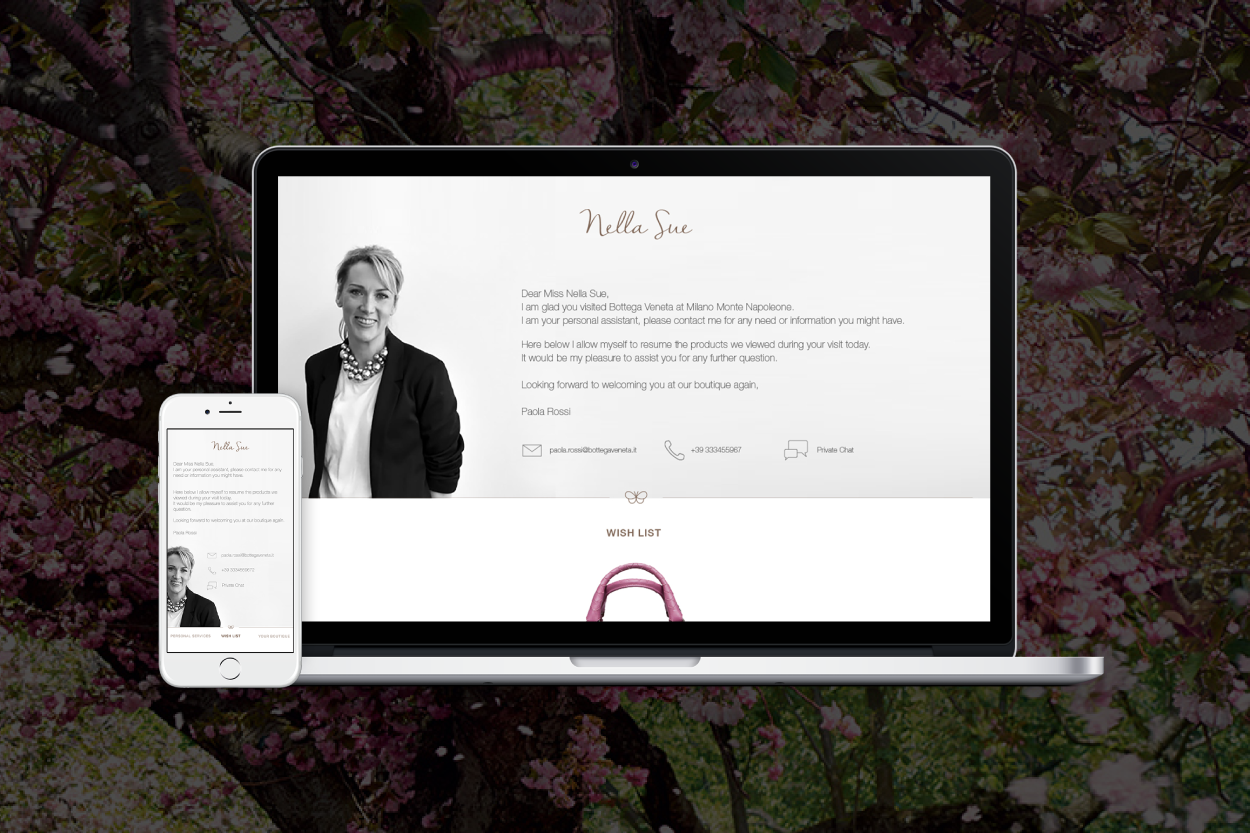 Nella Sue
Dear Miss Nella Sue,
I am glad you visited Bottega Veneta at Milano Monte Napoleone.
I am your personal assistant, please contact me for any need or information you might have.
Here below I allow myself to resume the products we viewed during your visit today.
It would be my pleasure to assist you for any further question.
Looking forward to welcoming you at our boutique again,
Paola Rossi
paola.rossi@bottegaveneta.it
+39 333455967
Private Chat
WISH LIST
Nella Sue
Dear Miss Nella Sue,
I am your personal assistant, please contact me for any
need or information you might have.
Here below I allow myself to resume the products we
viewed during your visit today.
It would be my pleasure to assist you for any further
question.
Looking forward to welcoming you at our boutique again,
Paola Rossi
paola.rossi@bottegaveneta.it
Private Chat
PERSONAL SERVICES
WISH LIST
YOUR BOUTIQUE